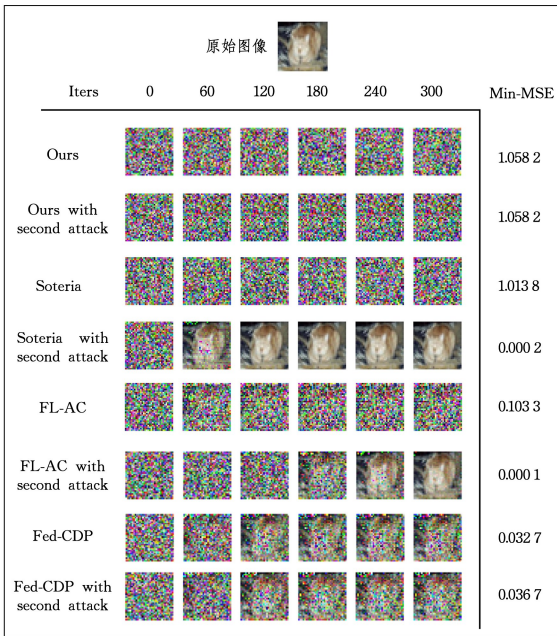 原始图像
Iters 0 60 120 180 240 300 Min-MSE
Ours 1.058 2
Ours with
second attack 1.058 2
Soteria 1.013 8
Soteria with
second attack 0.000 2
FL-AC 0.103 3
FL-AC with
second attack 0.000 1
Fed-CDP 0.032 7
Fed-CDP with
second attack 0.036 7